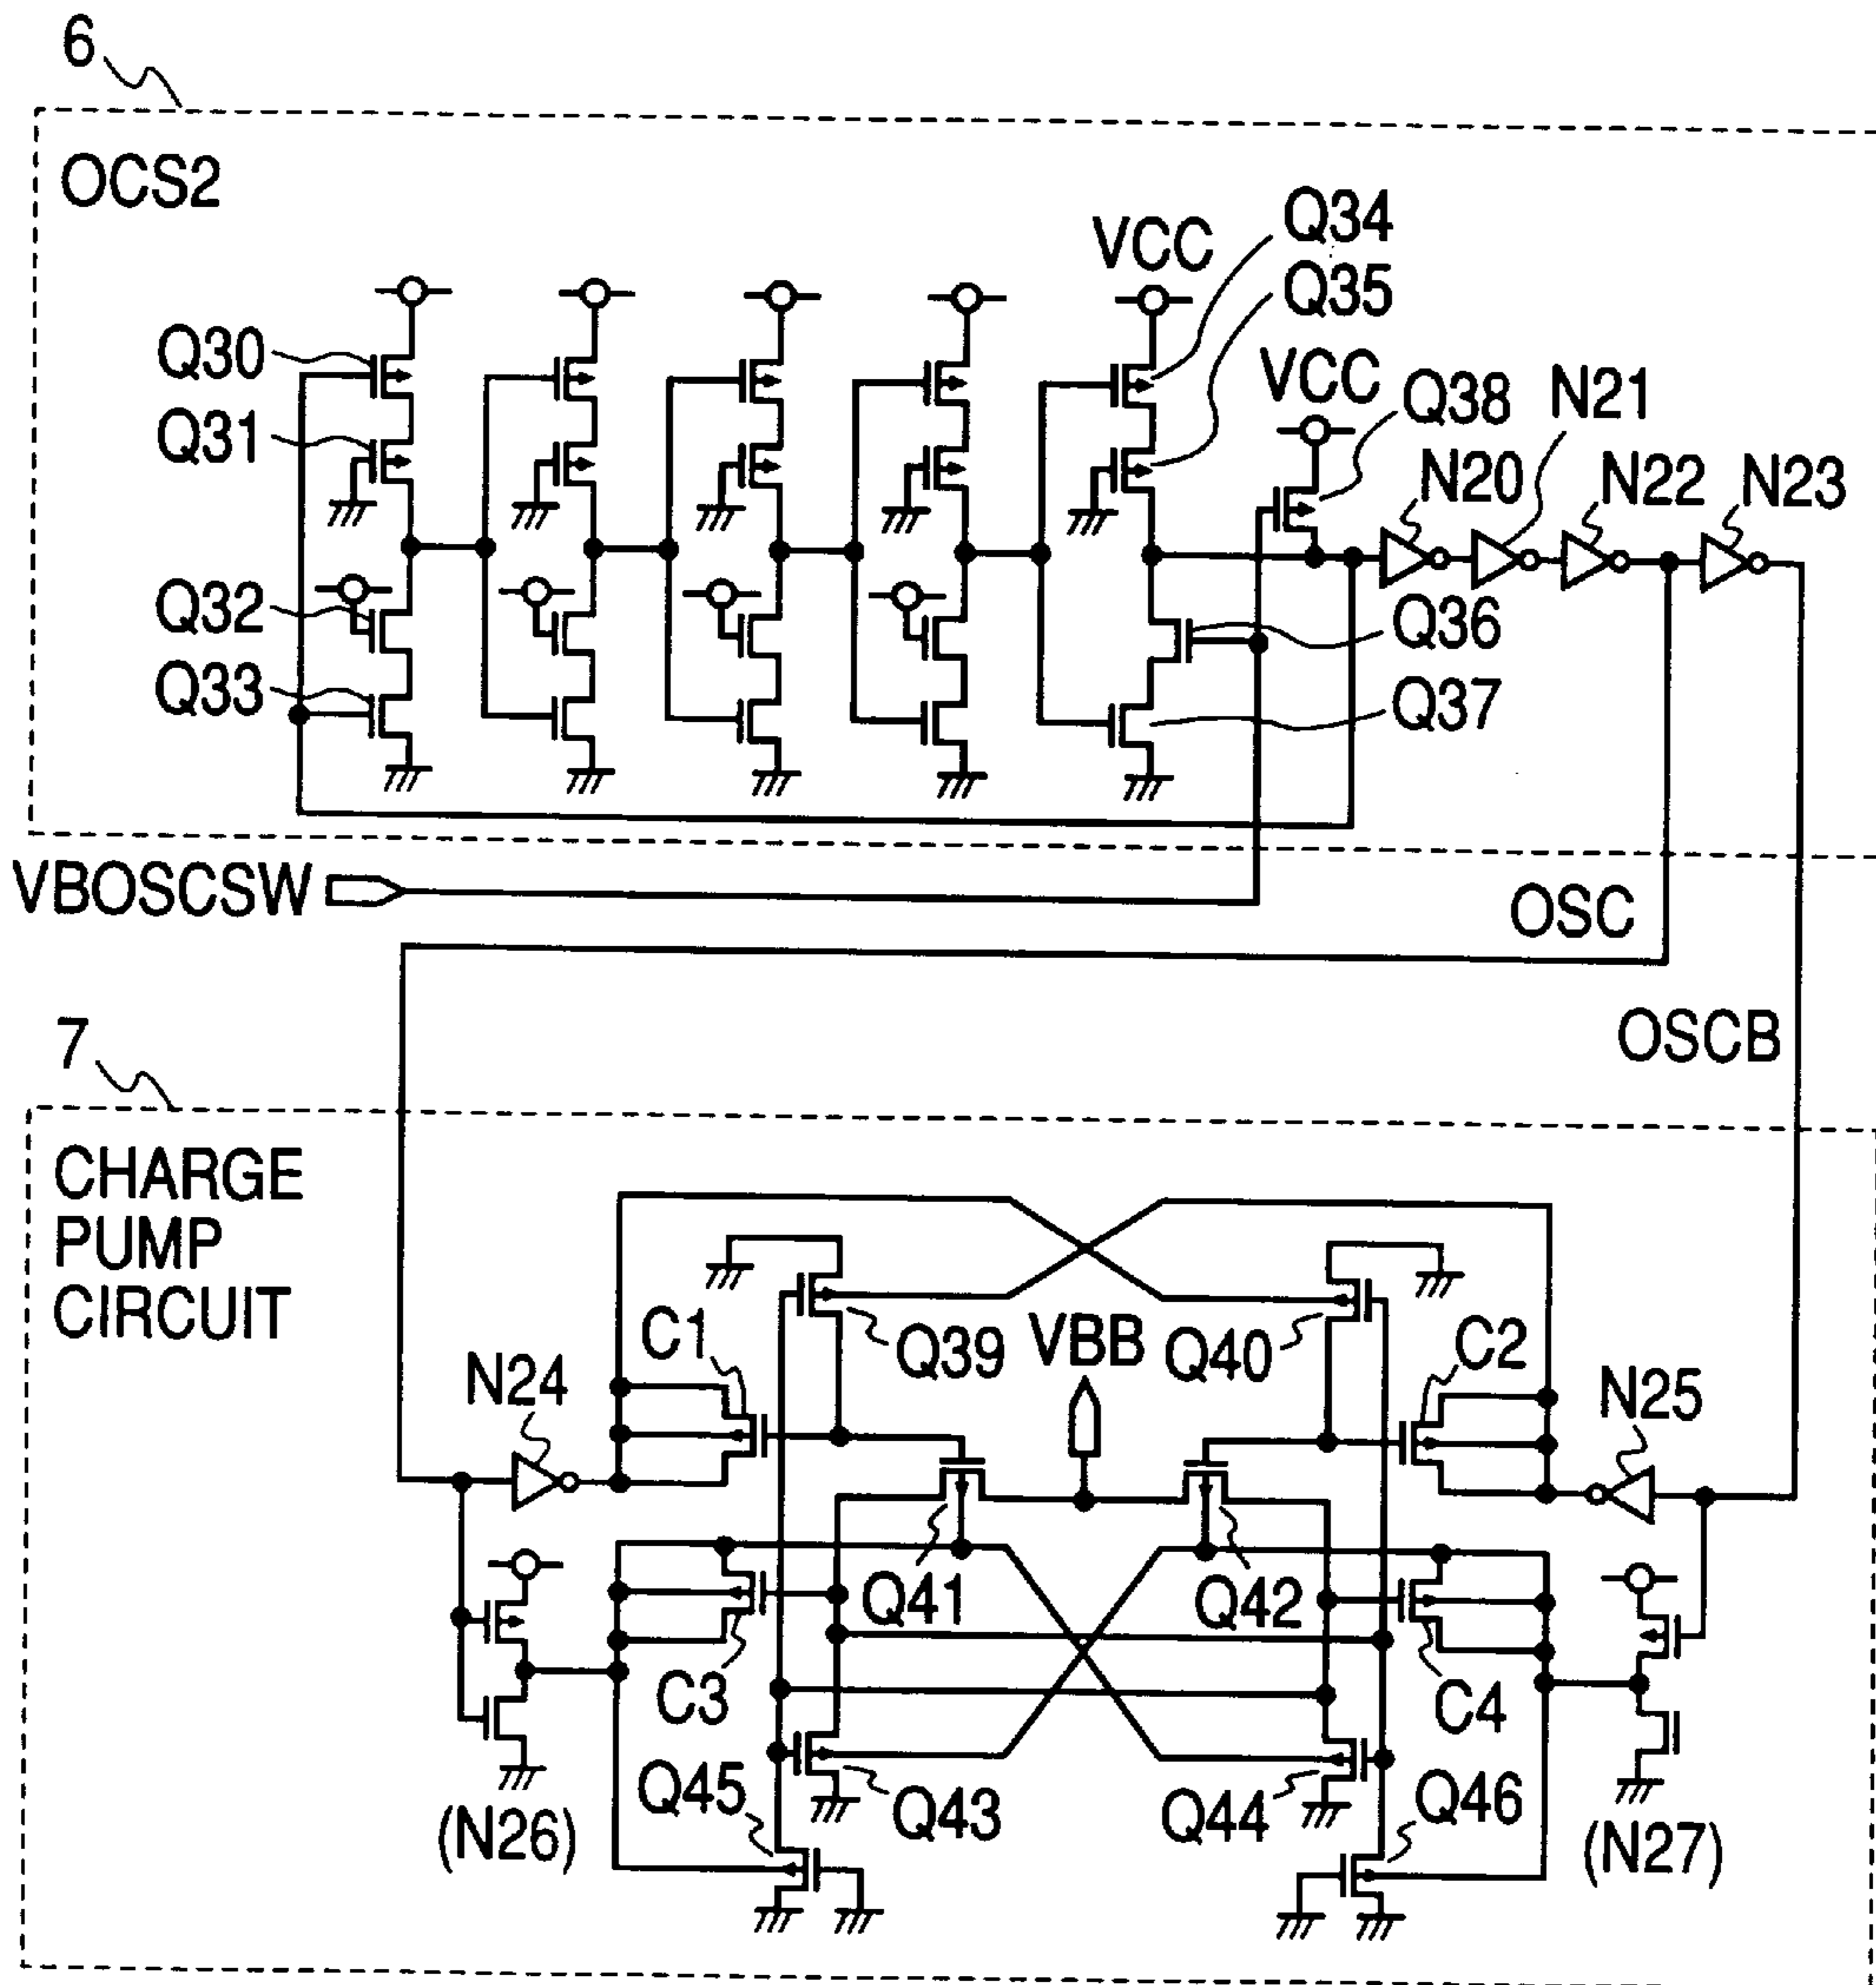 6
OCS2
Q34
VCC
Q35
Q30
VCC
Q38
N21
Q31
N20
N22
N23
Q32
Q36
Q33
Q37
VBOSCSW
OSC
7
OSCB
CHARGE
PUMP
CIRCUIT
C1
Q39
VBB
Q40
C2
N24
N25
Q41
Q42
C3
C4
Q45
Q43
Q44
Q46
(N26)
(N27)